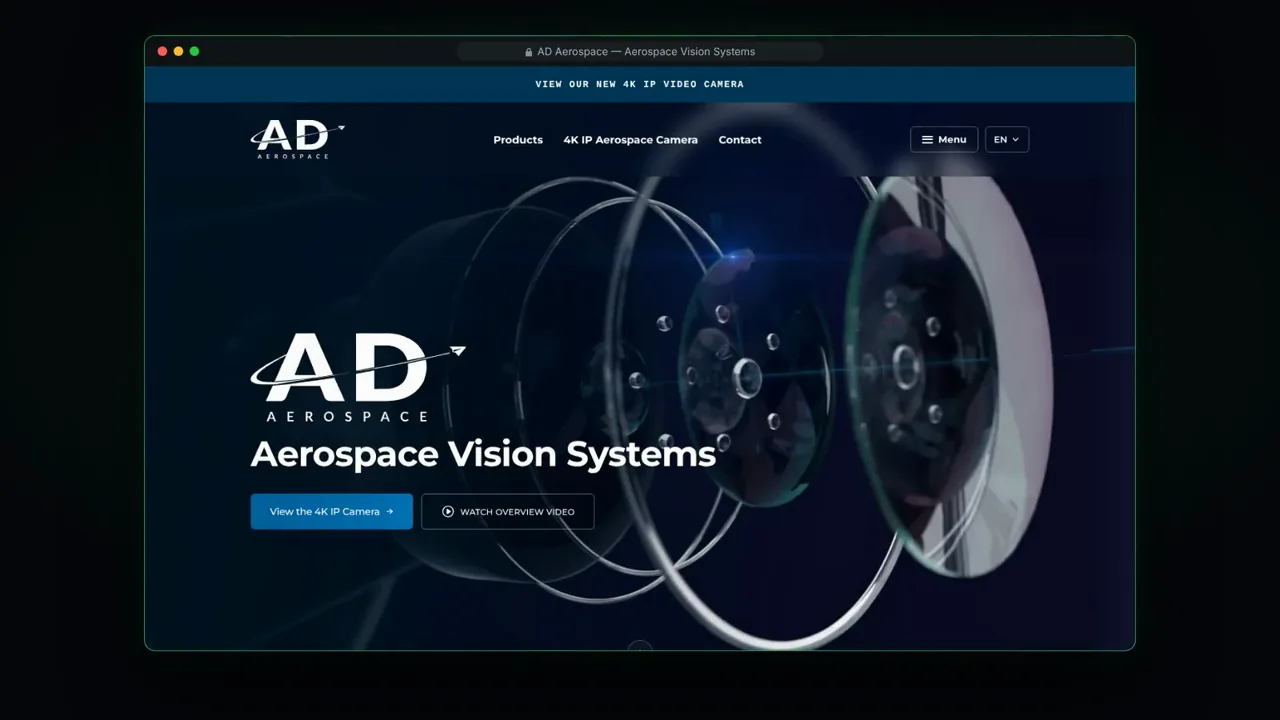 AD Aerospace — Aerospace Vision Systems
VIEW OUR NEW 4K IP VIDEO CAMERA
AD
AEROSPACE
Products
4K IP Aerospace Camera
Contact
Menu
EN
AD
AEROSPACE
Aerospace Vision Systems
View the 4K IP Camera →
WATCH OVERVIEW VIDEO